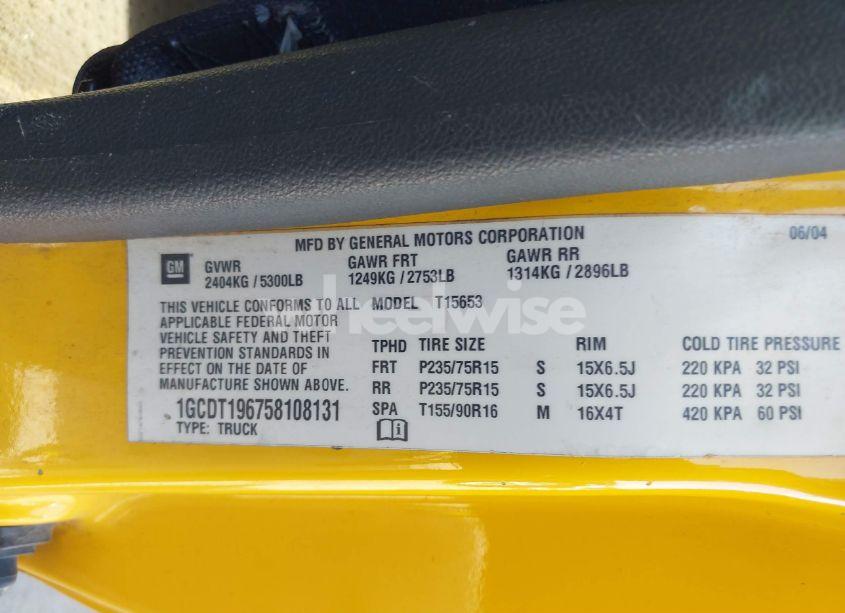 MFD BY GENERAL MOTORS CORPORATION 06/04
GM
GVWR GAWR FRT GAWR RR
2404KG / 5300LB 1249KG / 2753LB 1314KG / 2896LB
THIS VEHICLE CONFORMS TO ALL
APPLICABLE FEDERAL MOTOR
VEHICLE SAFETY AND THEFT
PREVENTION STANDARDS IN
EFFECT ON THE DATE OF
MANUFACTURE SHOWN ABOVE.
1GCDT196758108131
TYPE: TRUCK
MODEL T15653
TPHD TIRE SIZE RIM COLD TIRE PRESSURE
FRT P235/75R15 S 15X6.5J 220 KPA 32 PSI
RR P235/75R15 S 15X6.5J 220 KPA 32 PSI
SPA T155/90R16 M 16X4T 420 KPA 60 PSI